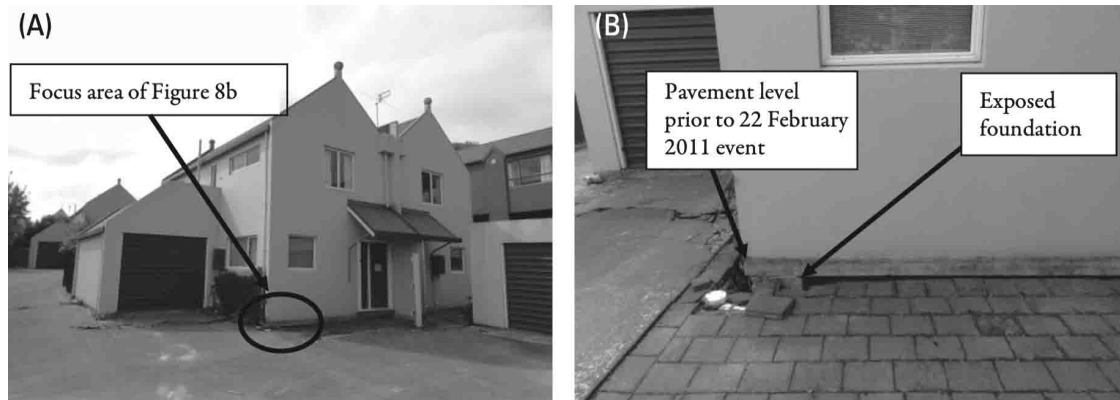 (A)
Focus area of Figure 8b
(B)
Pavement level
prior to 22 February
2011 event
Exposed
foundation